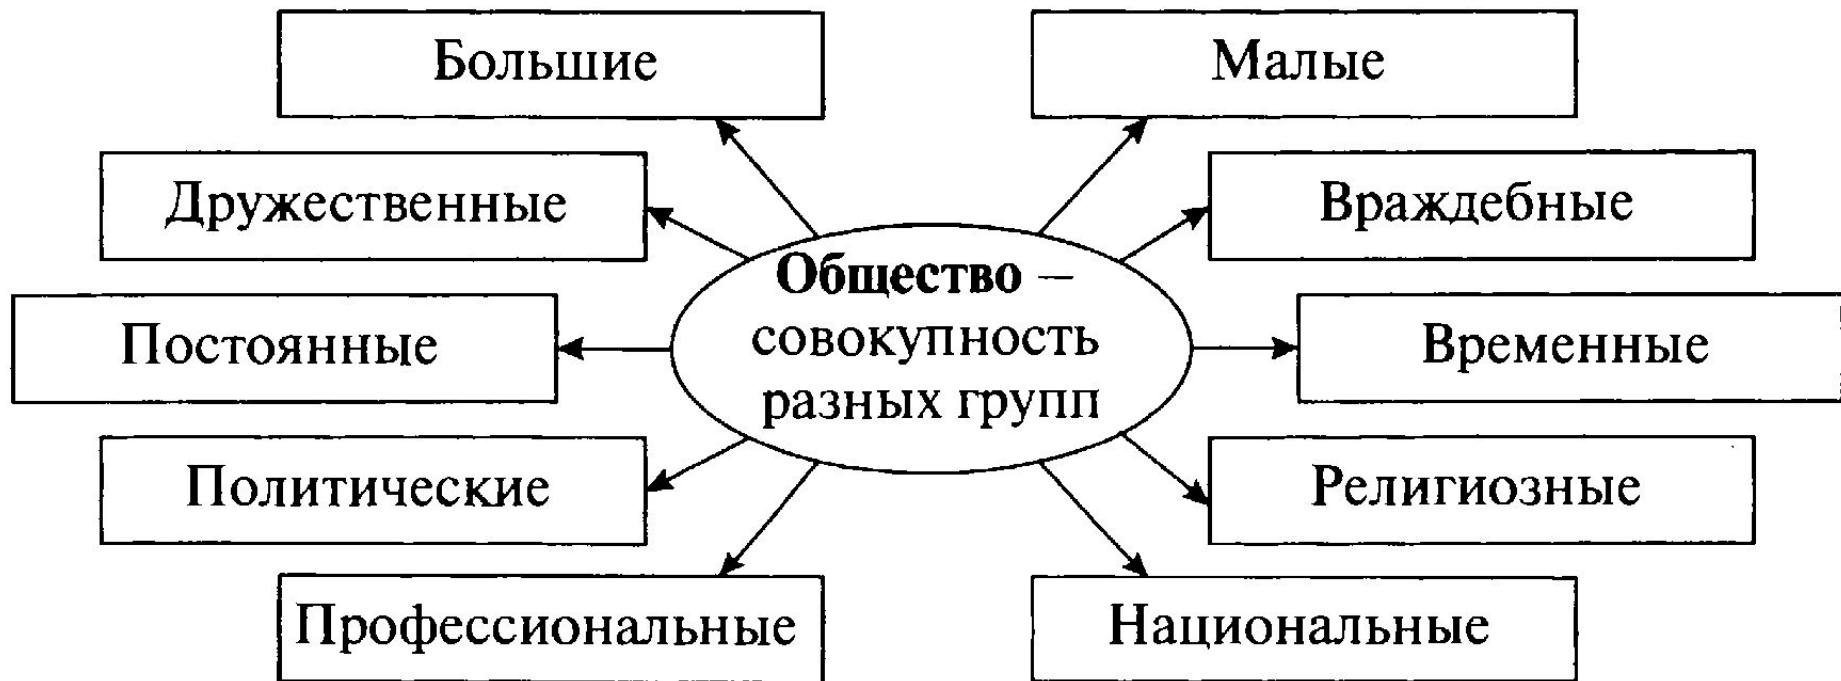 Большие
Малые
Дружественные
Враждебные
Общество –
совокупность
разных групп
Постоянные
Временные
Политические
Религиозные
Профессиональные
Национальные